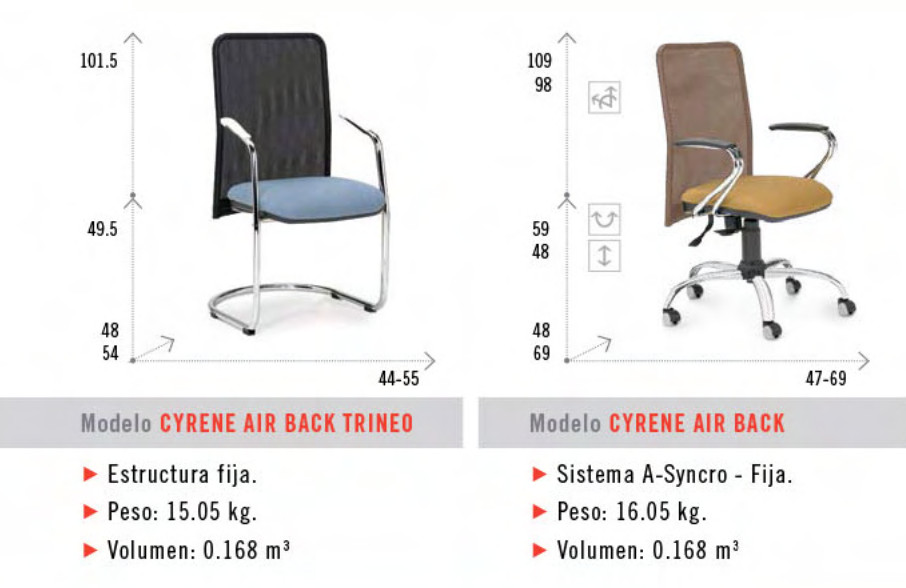 101.5
49.5
48
54
44-55
Modelo CYRENE AIR BACK TRINEO
► Estructura fija.
► Peso: 15.05 kg.
► Volumen: 0.168 m³
109
98
59
48
48
69
47-69
Modelo CYRENE AIR BACK
► Sistema A-Syncro - Fija.
► Peso: 16.05 kg.
► Volumen: 0.168 m³